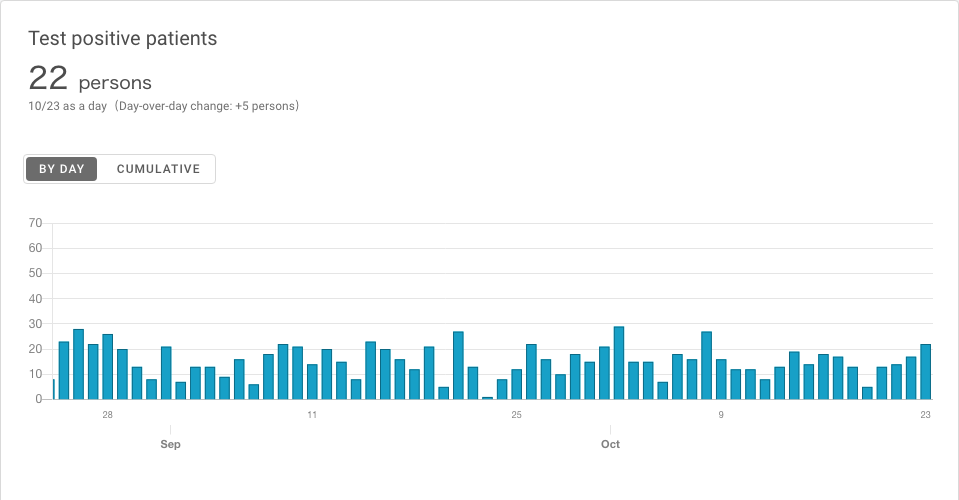 Test positive patients
22 persons
10/23 as a day（Day-over-day change: +5 persons）
BY DAY CUMULATIVE
70
60
50
40
30
20
10
0
28 11 25 9 23
Sep Oct